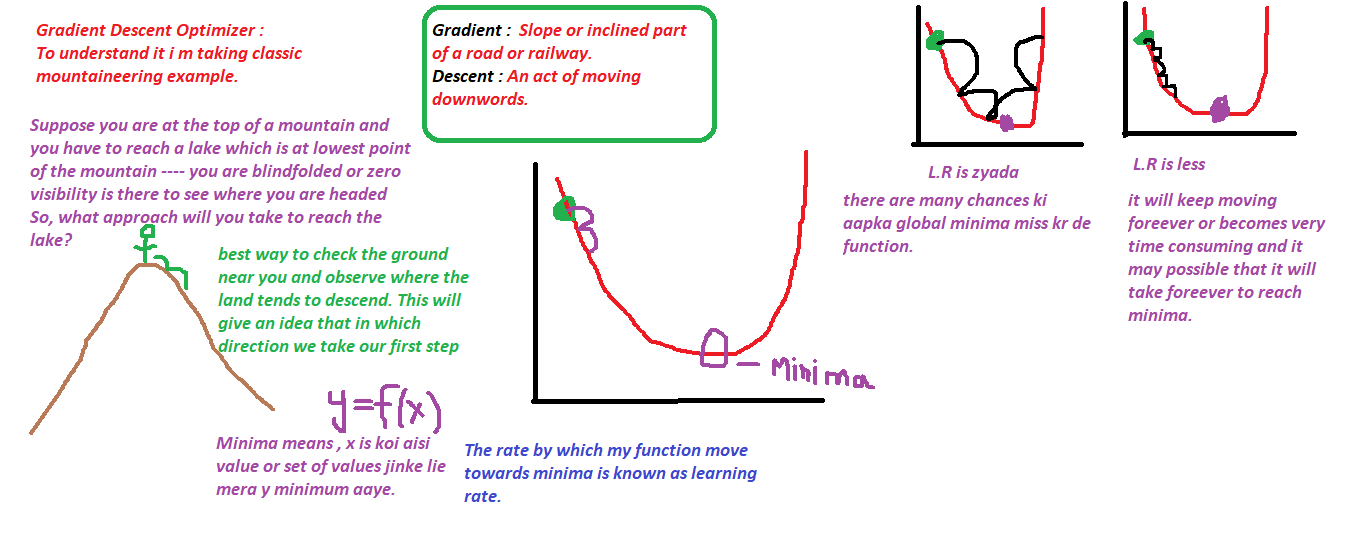 Gradient Descent Optimizer :
To understand it i m taking classic
mountaineering example.
Gradient :  Slope or inclined part
of a road or railway.
Descent : An act of moving
downwords.
Suppose you are at the top of a mountain and
you have to reach a lake which is at lowest point
of the mountain ---- you are blindfolded or zero
visibility is there to see where you are headed
So, what approach will you take to reach the
lake?
best way to check the ground
near you and observe where the
land tends to descend. This will
give an idea that in which
direction we take our first step
y=f(x)
Minima means , x is koi aisi
value or set of values jinke lie
mera y minimum aaye.
Minima
The rate by which my function move
towards minima is known as learning
rate.
L.R is zyada
there are many chances ki
aapka global minima miss kr de
function.
L.R is less
it will keep moving
foreever or becomes very
time consuming and it
may possible that it will
take foreever to reach
minima.